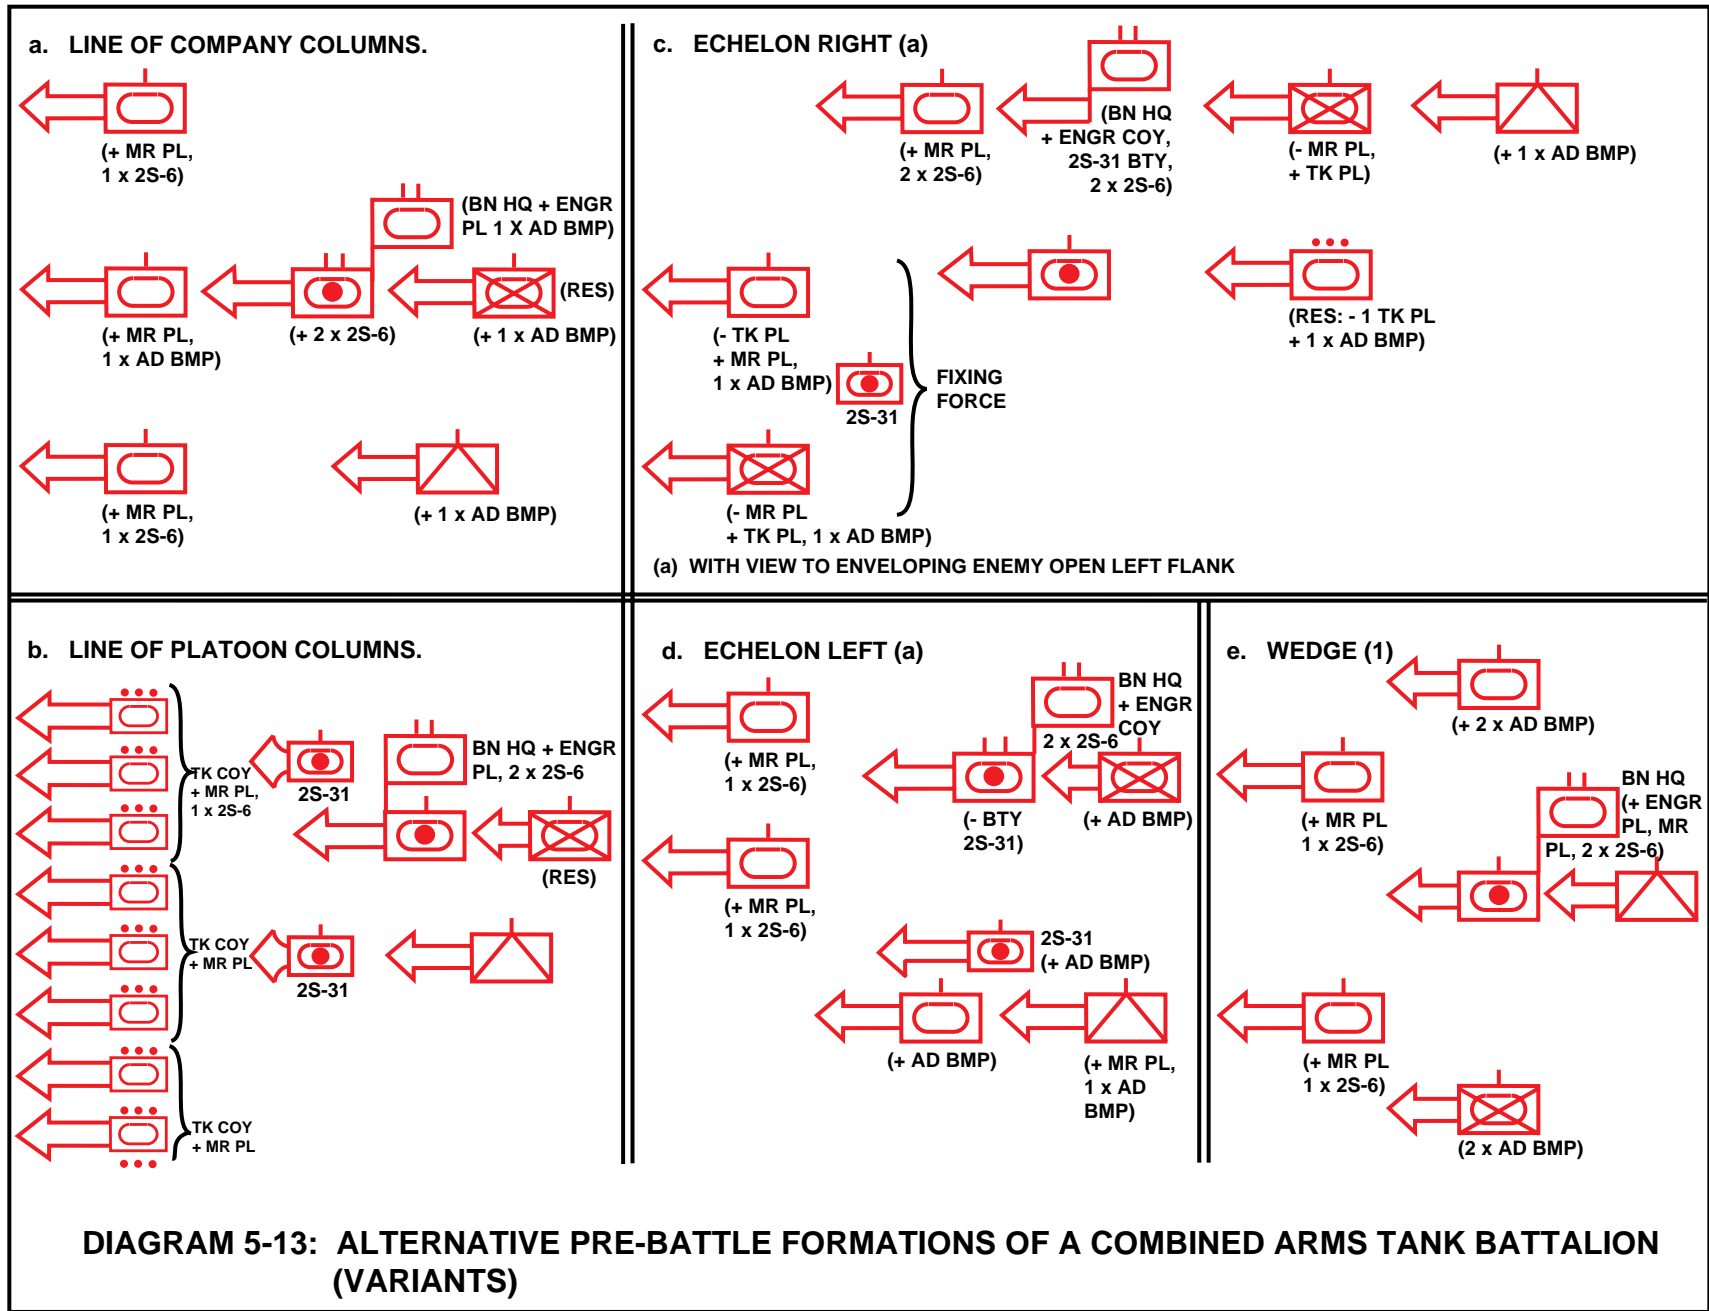 a. LINE OF COMPANY COLUMNS.
(+ MR PL,
1 x 2S-6)
(BN HQ + ENGR
PL 1 X AD BMP)
(RES)
(+ MR PL,
1 x AD BMP)
(+ 2 x 2S-6)
(+ 1 x AD BMP)
(+ MR PL,
1 x 2S-6)
(+ 1 x AD BMP)
c. ECHELON RIGHT (a)
(+ MR PL,
2 x 2S-6)
(BN HQ
+ ENGR COY,
2S-31 BTY,
2 x 2S-6)
(- MR PL,
+ TK PL)
(+ 1 x AD BMP)
(- TK PL
+ MR PL,
1 x AD BMP)
2S-31
FIXING
FORCE
(RES: - 1 TK PL
+ 1 x AD BMP)
(- MR PL
+ TK PL, 1 x AD BMP)
(a) WITH VIEW TO ENVELOPING ENEMY OPEN LEFT FLANK
b. LINE OF PLATOON COLUMNS.
TK COY
+ MR PL,
1 x 2S-6
2S-31
BN HQ + ENGR
PL, 2 x 2S-6
(RES)
TK COY
+ MR PL
2S-31
TK COY
+ MR PL
d. ECHELON LEFT (a)
(+ MR PL,
1 x 2S-6)
BN HQ
+ ENGR
COY
2 x 2S-6
(- BTY
2S-31)
(+ AD BMP)
(+ MR PL,
1 x 2S-6)
2S-31
(+ AD BMP)
(+ AD BMP)
(+ MR PL,
1 x AD
BMP)
e. WEDGE (1)
(+ 2 x AD BMP)
(+ MR PL
1 x 2S-6)
BN HQ
(+ ENGR
PL, MR
PL, 2 x 2S-6)
(+ MR PL
1 x 2S-6)
(2 x AD BMP)
DIAGRAM 5-13: ALTERNATIVE PRE-BATTLE FORMATIONS OF A COMBINED ARMS TANK BATTALION
(VARIANTS)